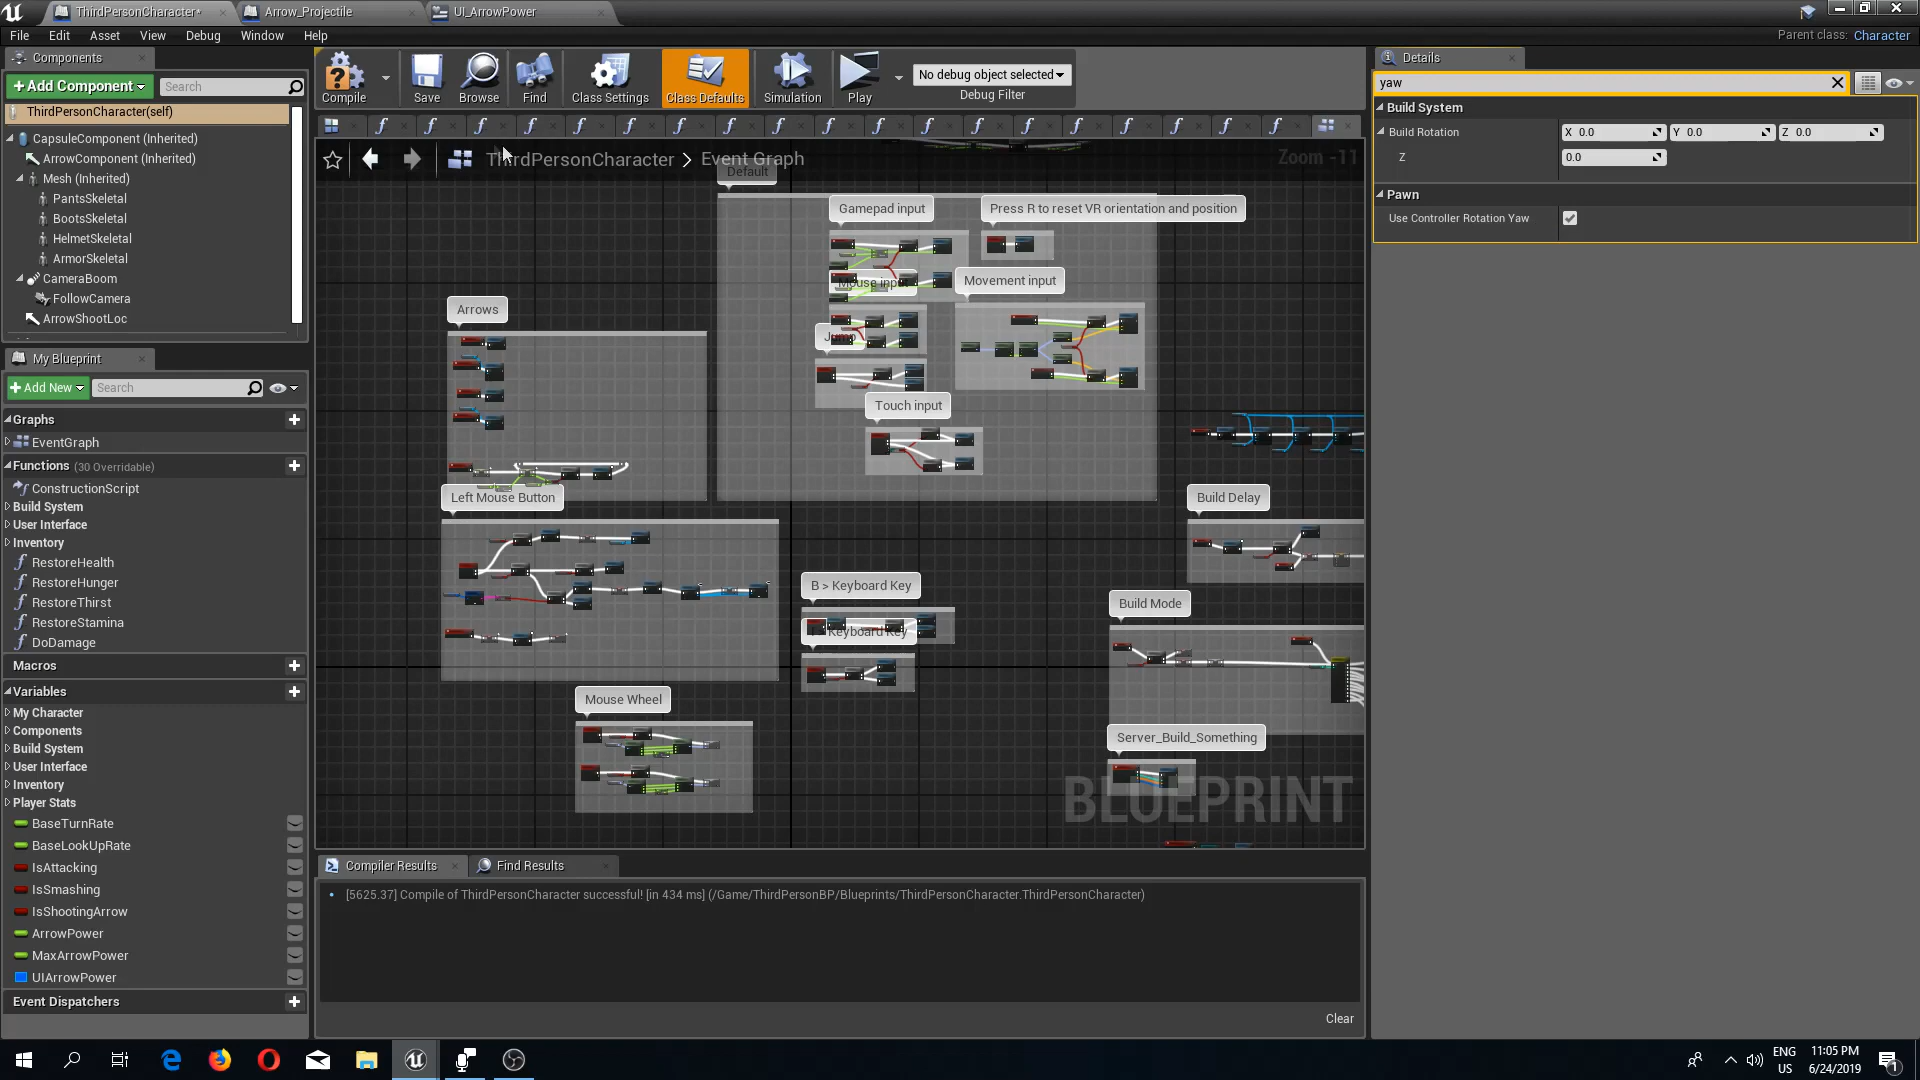 ThirdPersonCharacter*
Arrow_Projectile
UI_ArrowPower
File
Edit
Asset
View
Debug
Window
Help
Parent class: Character
Components
+Add Component
Search
ThirdPersonCharacter(self)
CapsuleComponent (Inherited)
ArrowComponent (Inherited)
Mesh (Inherited)
PantsSkeletal
BootsSkeletal
HelmetSkeletal
ArmorSkeletal
CameraBoom
FollowCamera
ArrowShootLoc
My Blueprint
+Add New
Search
Graphs
EventGraph
Functions (30 Overridable)
ConstructionScript
Build System
User Interface
Inventory
RestoreHealth
RestoreHunger
RestoreThirst
RestoreStamina
DoDamage
Macros
Variables
My Character
Components
Build System
User Interface
Inventory
Player Stats
BaseTurnRate
BaseLookUpRate
IsAttacking
IsSmashing
IsShootingArrow
ArrowPower
MaxArrowPower
UIArrowPower
Event Dispatchers
Compile
Save
Browse
Find
Class Settings
Class Defaults
Simulation
Play
No debug object selected
Debug Filter
ThirdPersonCharacter > Event Graph
Zoom -11
Default
Gamepad input
Press R to reset VR orientation and position
Mouse input
Movement input
Arrows
Jump
Touch input
Left Mouse Button
Build Delay
B > Keyboard Key
Keyboard Key
Build Mode
Mouse Wheel
Server_Build_Something
BLUEPRINT
Compiler Results
Find Results
[5625.37] Compile of ThirdPersonCharacter successful! [in 434 ms] (/Game/ThirdPersonBP/Blueprints/ThirdPersonCharacter.ThirdPersonCharacter)
Clear
Details
yaw
Build System
Build Rotation
X 0.0
Y 0.0
Z 0.0
Z
0.0
Pawn
Use Controller Rotation Yaw
ENG
US
11:05 PM
6/24/2019
1